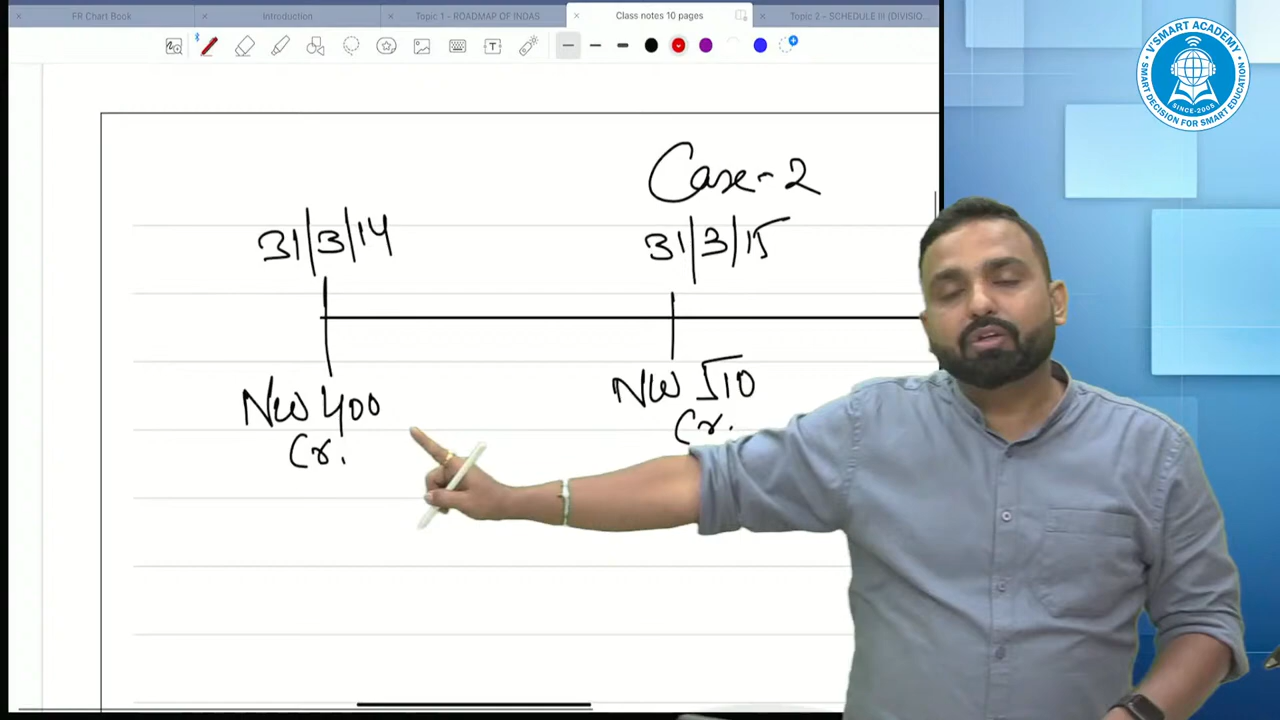 FR Chart Book
Introduction
Topic 1 - ROADMAP OF INDAS
Class notes 10 pages
Topic 2 – SCHEDULE III (DIVISIO...
V'SMART ACADEMY
SMART DECISION FOR SMART EDUCATION
SINCE-2005
Case-2
31/3/14
31/3/15
NW 400
Cr.
NW 510
Cr.